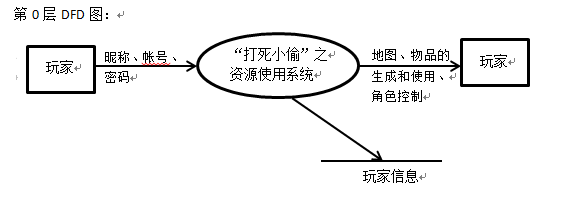 第 0 层 DFD 图：
玩家
昵称、帐号、
密码
“打死小偷”之
资源使用系统
地图、物品的
生成和使用、
角色控制
玩家
玩家信息